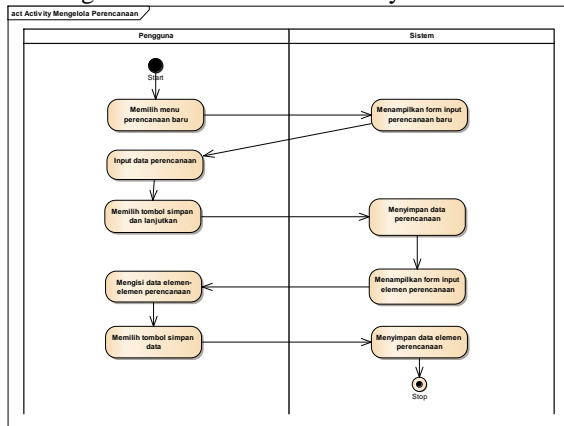 act Activity Mengelola Perencanaan
Pengguna
Sistem
Start
Memilih menu
perencanaan baru
Menampilkan form input
perencanaan baru
Input data perencanaan
Memilih tombol simpan
dan lanjutkan
Menyimpan data
perencanaan
Mengisi data elemen-
elemen perencanaan
Menampilkan form input
elemen perencanaan
Memilih tombol simpan
data
Menyimpan data elemen
perencanaan
Stop